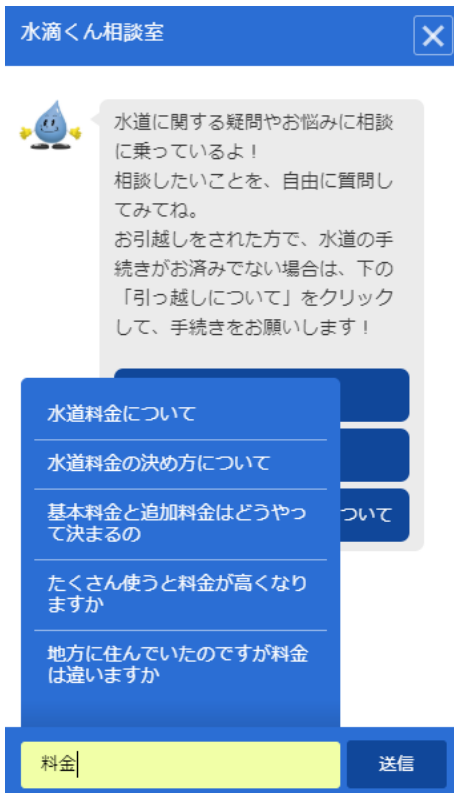 水滴くん相談室
水道に関する疑問やお悩みに相談
に乗っているよ！
相談したいことを、自由に質問し
てみてね。
お引越しをされた方で、水道の手
続きがお済みでない場合は、下の
「引っ越しについて」をクリック
して、手続きをお願いします！
水道料金について
水道料金の決め方について
基本料金と追加料金はどうやっ
て決まるの
ついて
たくさん使うと料金が高くなり
ますか
地方に住んでいたのですが料金
は違いますか
料金
送信